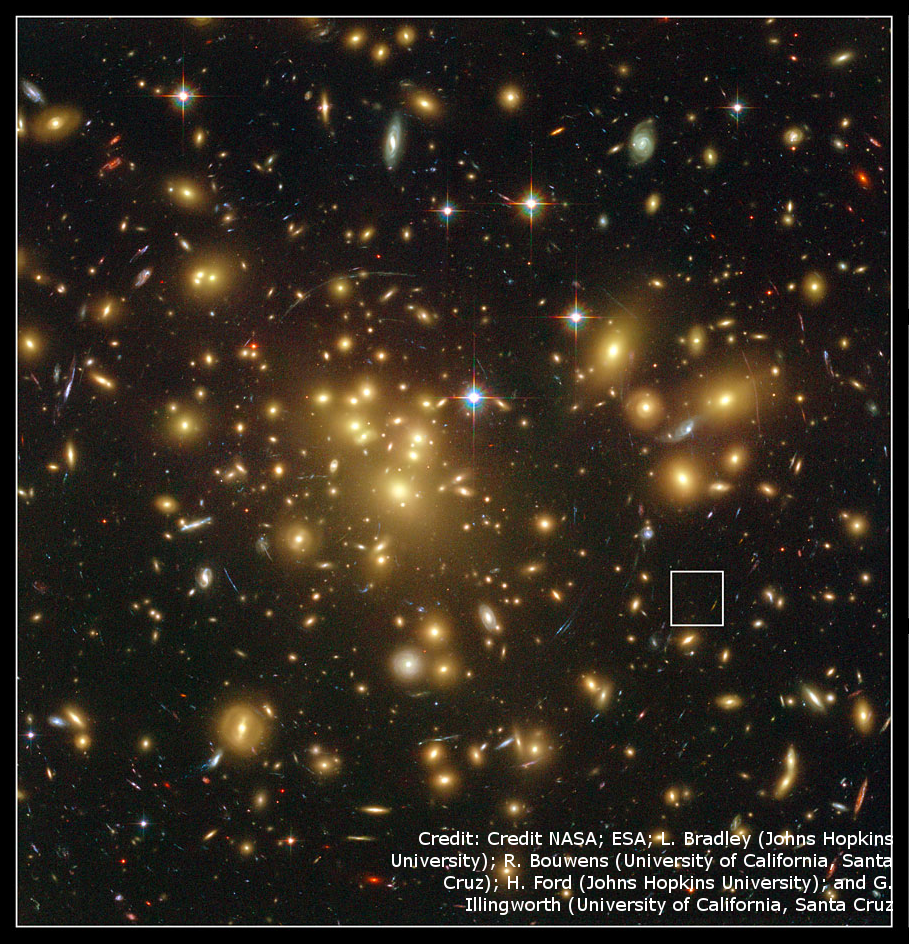 Credit: Credit NASA; ESA; L. Bradley (Johns Hopkins
University); R. Bouwens (University of California, Santa
Cruz); H. Ford (Johns Hopkins University); and G.
Illingworth (University of California, Santa Cruz